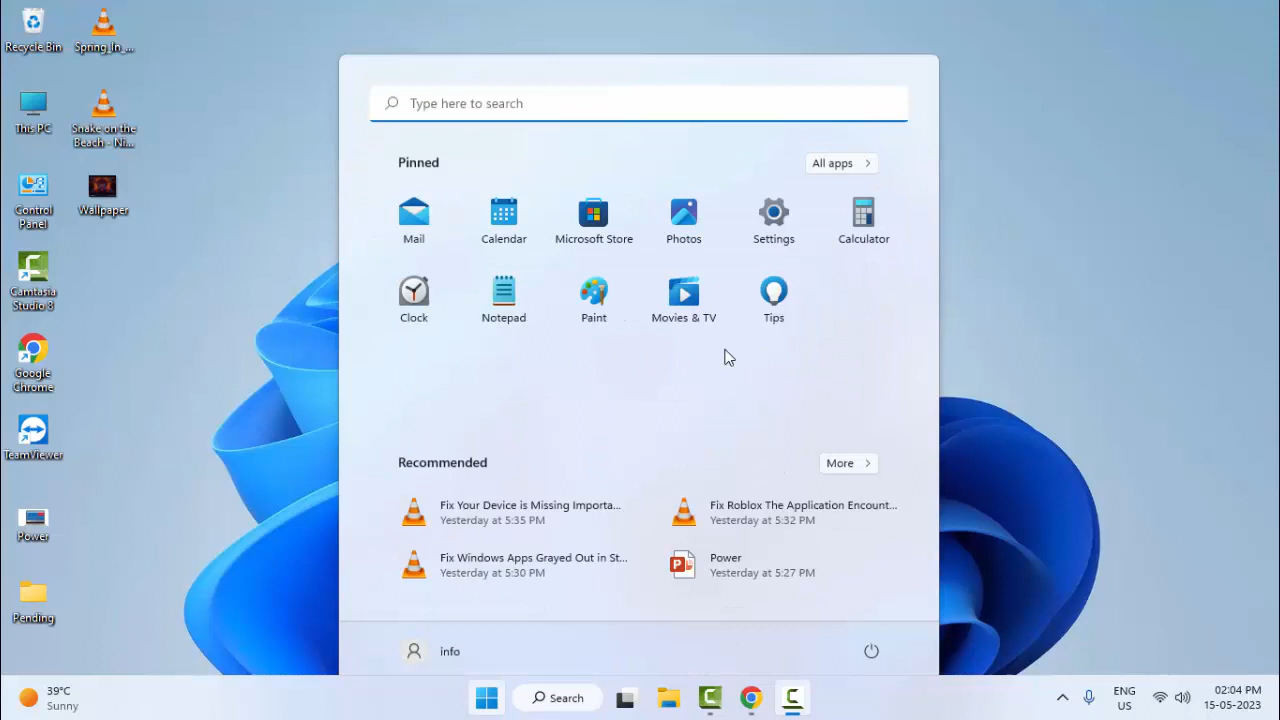 Recycle Bin
Spring_In_...
This PC
Snake on the
Beach - Ni...
Control
Panel
Wallpaper
Camtasia
Studio 8
Google
Chrome
TeamViewer
Power
Pending
Type here to search
Pinned
All apps
Mail
Calendar
Microsoft Store
Photos
Settings
Calculator
Clock
Notepad
Paint
Movies & TV
Tips
Recommended
More
Fix Your Device is Missing Importa...
Yesterday at 5:35 PM
Fix Roblox The Application Encount...
Yesterday at 5:32 PM
Fix Windows Apps Grayed Out in St...
Yesterday at 5:30 PM
Power
Yesterday at 5:27 PM
info
39°C
Sunny
Search
ENG
US
02:04 PM
15-05-2023